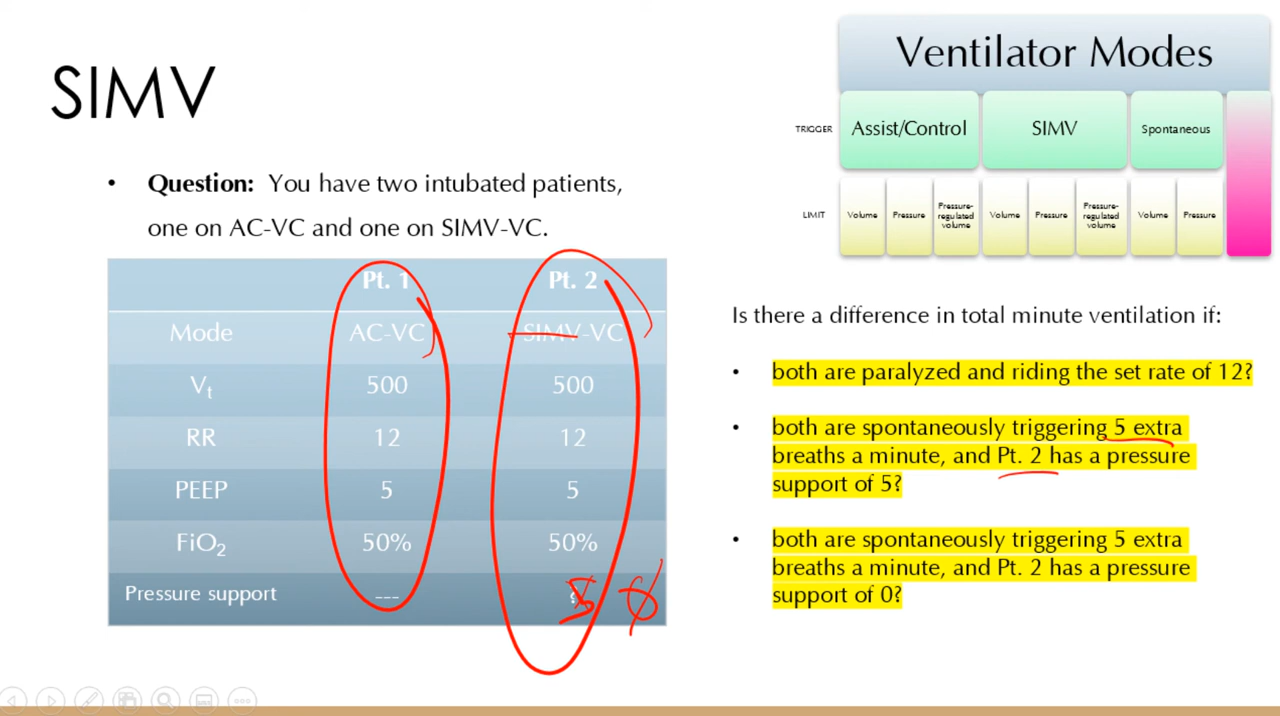 SIMV
• Question: You have two intubated patients,
one on AC-VC and one on SIMV-VC.
Pt. 1 Pt. 2
Mode AC-VC SIMV-VC
Vt 500 500
RR 12 12
PEEP 5 5
FiO2 50% 50%
Pressure support --- ? 5 0
Ventilator Modes
TRIGGER Assist/Control SIMV Spontaneous
LIMIT Volume Pressure Pressure-regulated volume Volume Pressure Pressure-regulated volume Volume Pressure
Is there a difference in total minute ventilation if:
• both are paralyzed and riding the set rate of 12?
• both are spontaneously triggering 5 extra
breaths a minute, and Pt. 2 has a pressure
support of 5?
• both are spontaneously triggering 5 extra
breaths a minute, and Pt. 2 has a pressure
support of 0?